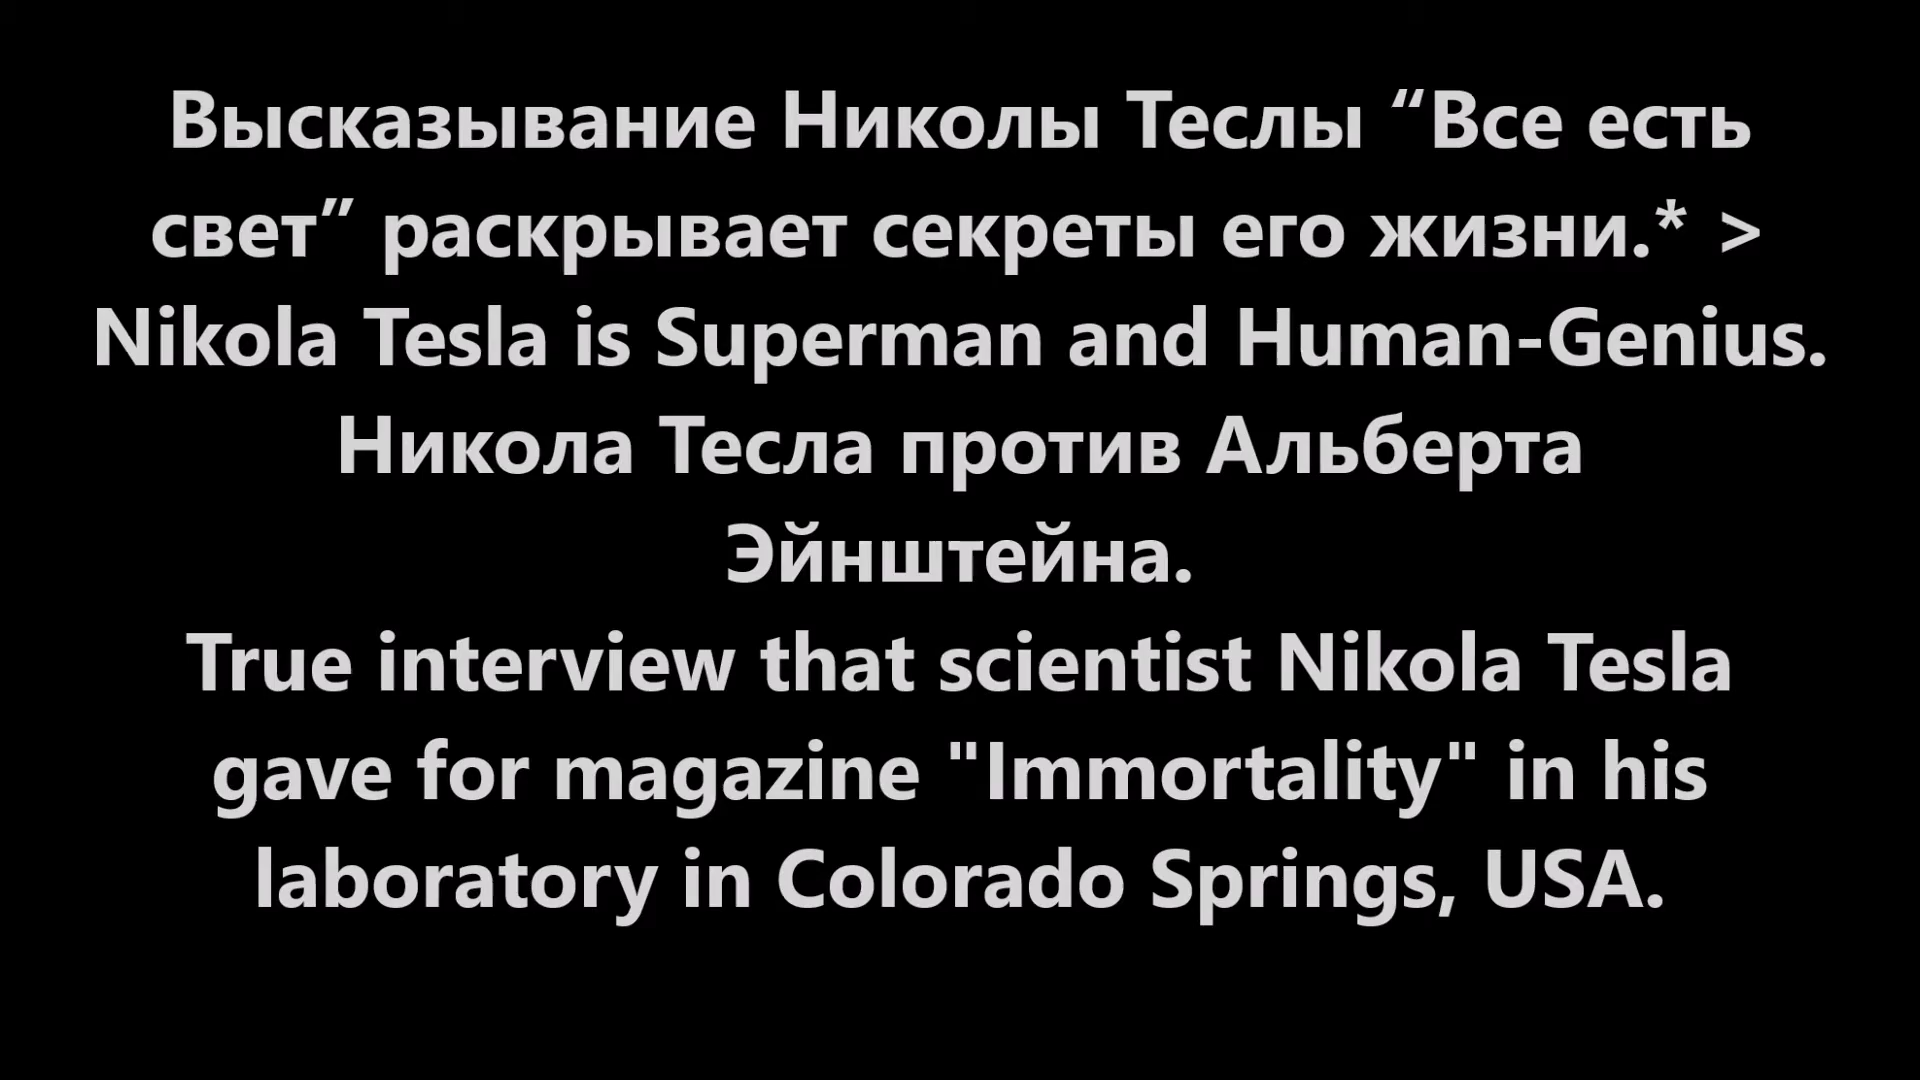 Высказывание Николы Теслы “Все есть
свет” раскрывает секреты его жизни.* >
Nikola Tesla is Superman and Human-Genius.
Никола Тесла против Альберта
Эйнштейна.
True interview that scientist Nikola Tesla
gave for magazine "Immortality" in his
laboratory in Colorado Springs, USA.